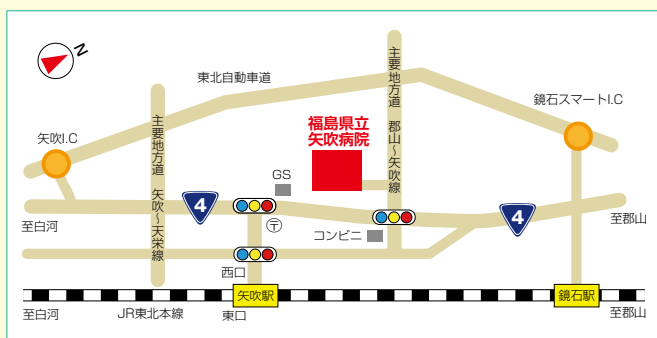 N
東北自動車道
主要地方道 郡山～矢吹線
鏡石スマートI.C
矢吹I.C
主要地方道 矢吹～天栄線
福島県立
矢吹病院
GS
4
4
至白河
〒
コンビニ
至郡山
西口
矢吹駅
鏡石駅
至白河
JR東北本線
東口
至郡山